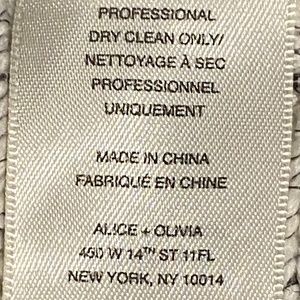 PROFESSIONAL
DRY CLEAN ONLY/
NETTOYAGE À SEC
PROFESSIONNEL
UNIQUEMENT
MADE IN CHINA
FABRIQUÉ EN CHINE
ALICE + OLIVIA
450 W 14TH ST 11FL
NEW YORK, NY 10014